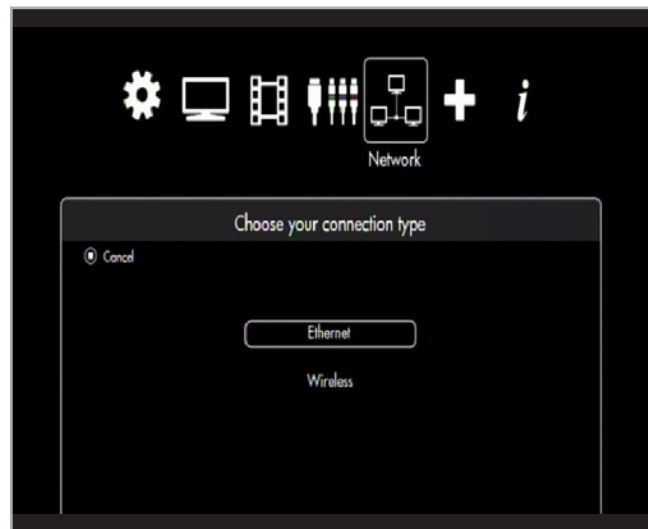 Network
Choose your connection type
Cancel
Ethernet
Wireless